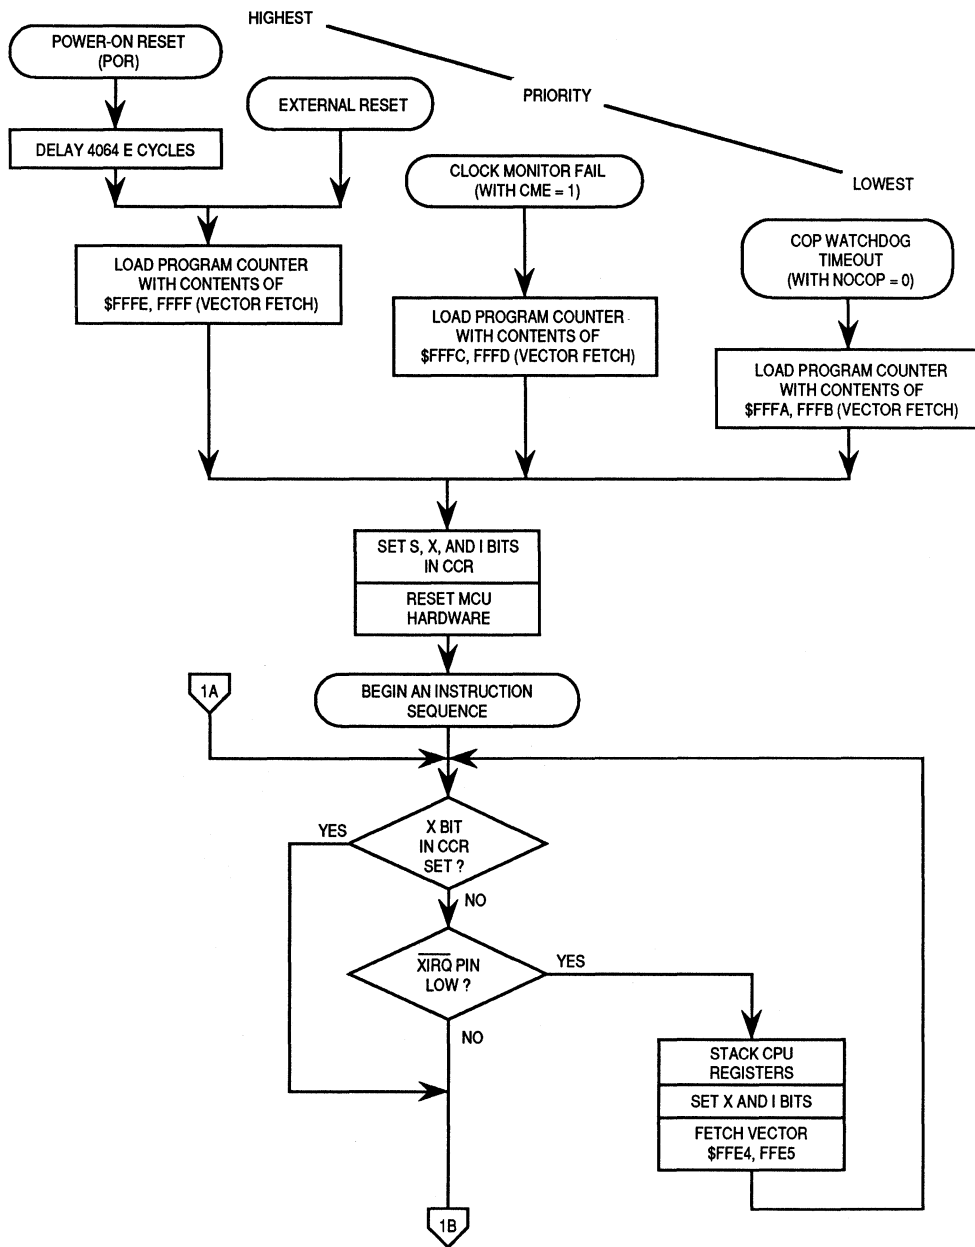 HIGHEST
POWER-ON RESET
(POR)
PRIORITY
EXTERNAL RESET
DELAY 4064 E CYCLES
CLOCK MONITOR FAIL
(WITH CME = 1)
LOWEST
COP WATCHDOG
TIMEOUT
(WITH NOCOP = 0)
LOAD PROGRAM COUNTER
WITH CONTENTS OF
$FFFE, FFFF (VECTOR FETCH)
LOAD PROGRAM COUNTER
WITH CONTENTS OF
$FFFC, FFFD (VECTOR FETCH)
LOAD PROGRAM COUNTER
WITH CONTENTS OF
$FFFA, FFFB (VECTOR FETCH)
SET S, X, AND I BITS
IN CCR
RESET MCU
HARDWARE
1A
BEGIN AN INSTRUCTION
SEQUENCE
YES
X BIT
IN CCR
SET ?
NO
XIRQ PIN
LOW ?
YES
NO
STACK CPU
REGISTERS
SET X AND I BITS
FETCH VECTOR
$FFE4, FFE5
1B